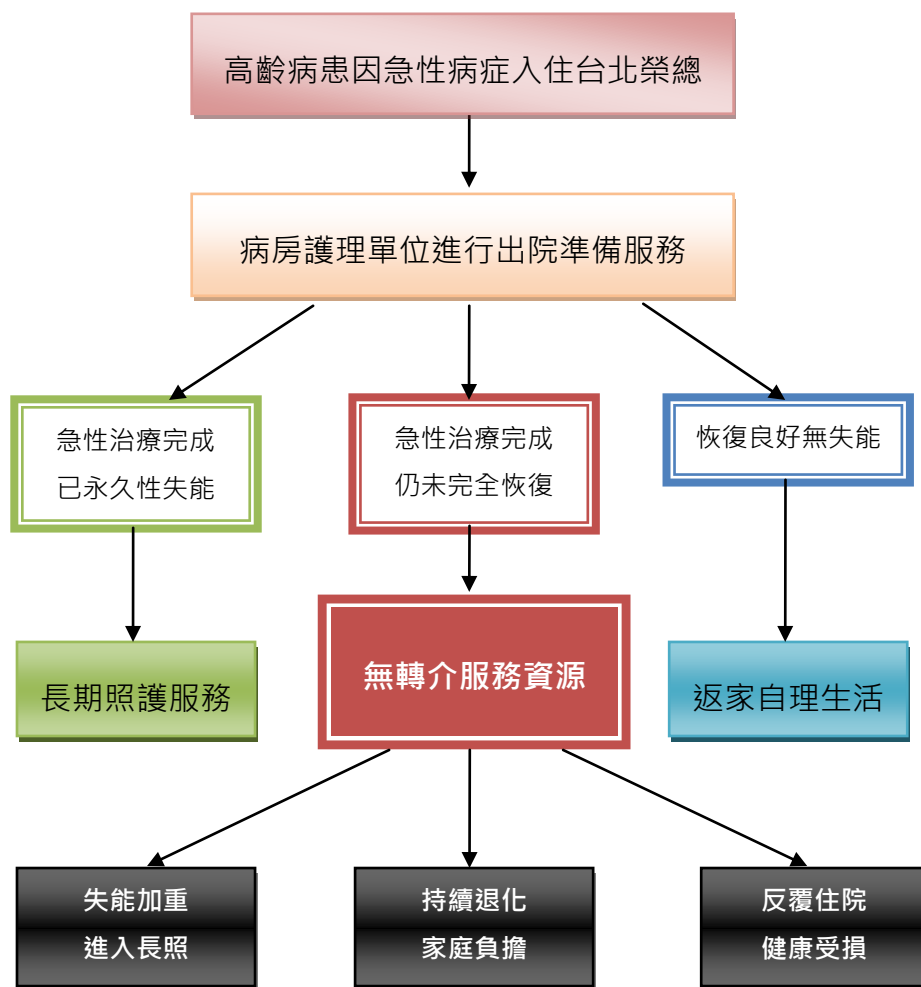 高齡病患因急性病症入住台北榮總
病房護理單位進行出院準備服務
急性治療完成
已永久性失能
急性治療完成
仍未完全恢復
恢復良好無失能
長期照護服務
無轉介服務資源
返家自理生活
失能加重
進入長照
持續退化
家庭負擔
反覆住院
健康受損